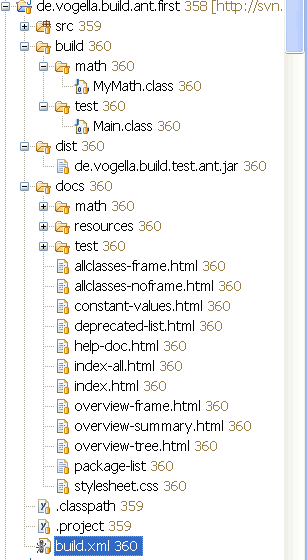 de.vogella.build.ant.first 358 [http://svn.
src 359
build 360
math 360
MyMath.class 360
test 360
Main.class 360
dist 360
de.vogella.build.test.ant.jar 360
docs 360
math 360
resources 360
test 360
allclasses-frame.html 360
allclasses-noframe.html 360
constant-values.html 360
deprecated-list.html 360
help-doc.html 360
index-all.html 360
index.html 360
overview-frame.html 360
overview-summary.html 360
overview-tree.html 360
package-list 360
stylesheet.css 360
.classpath 359
.project 359
build.xml 360